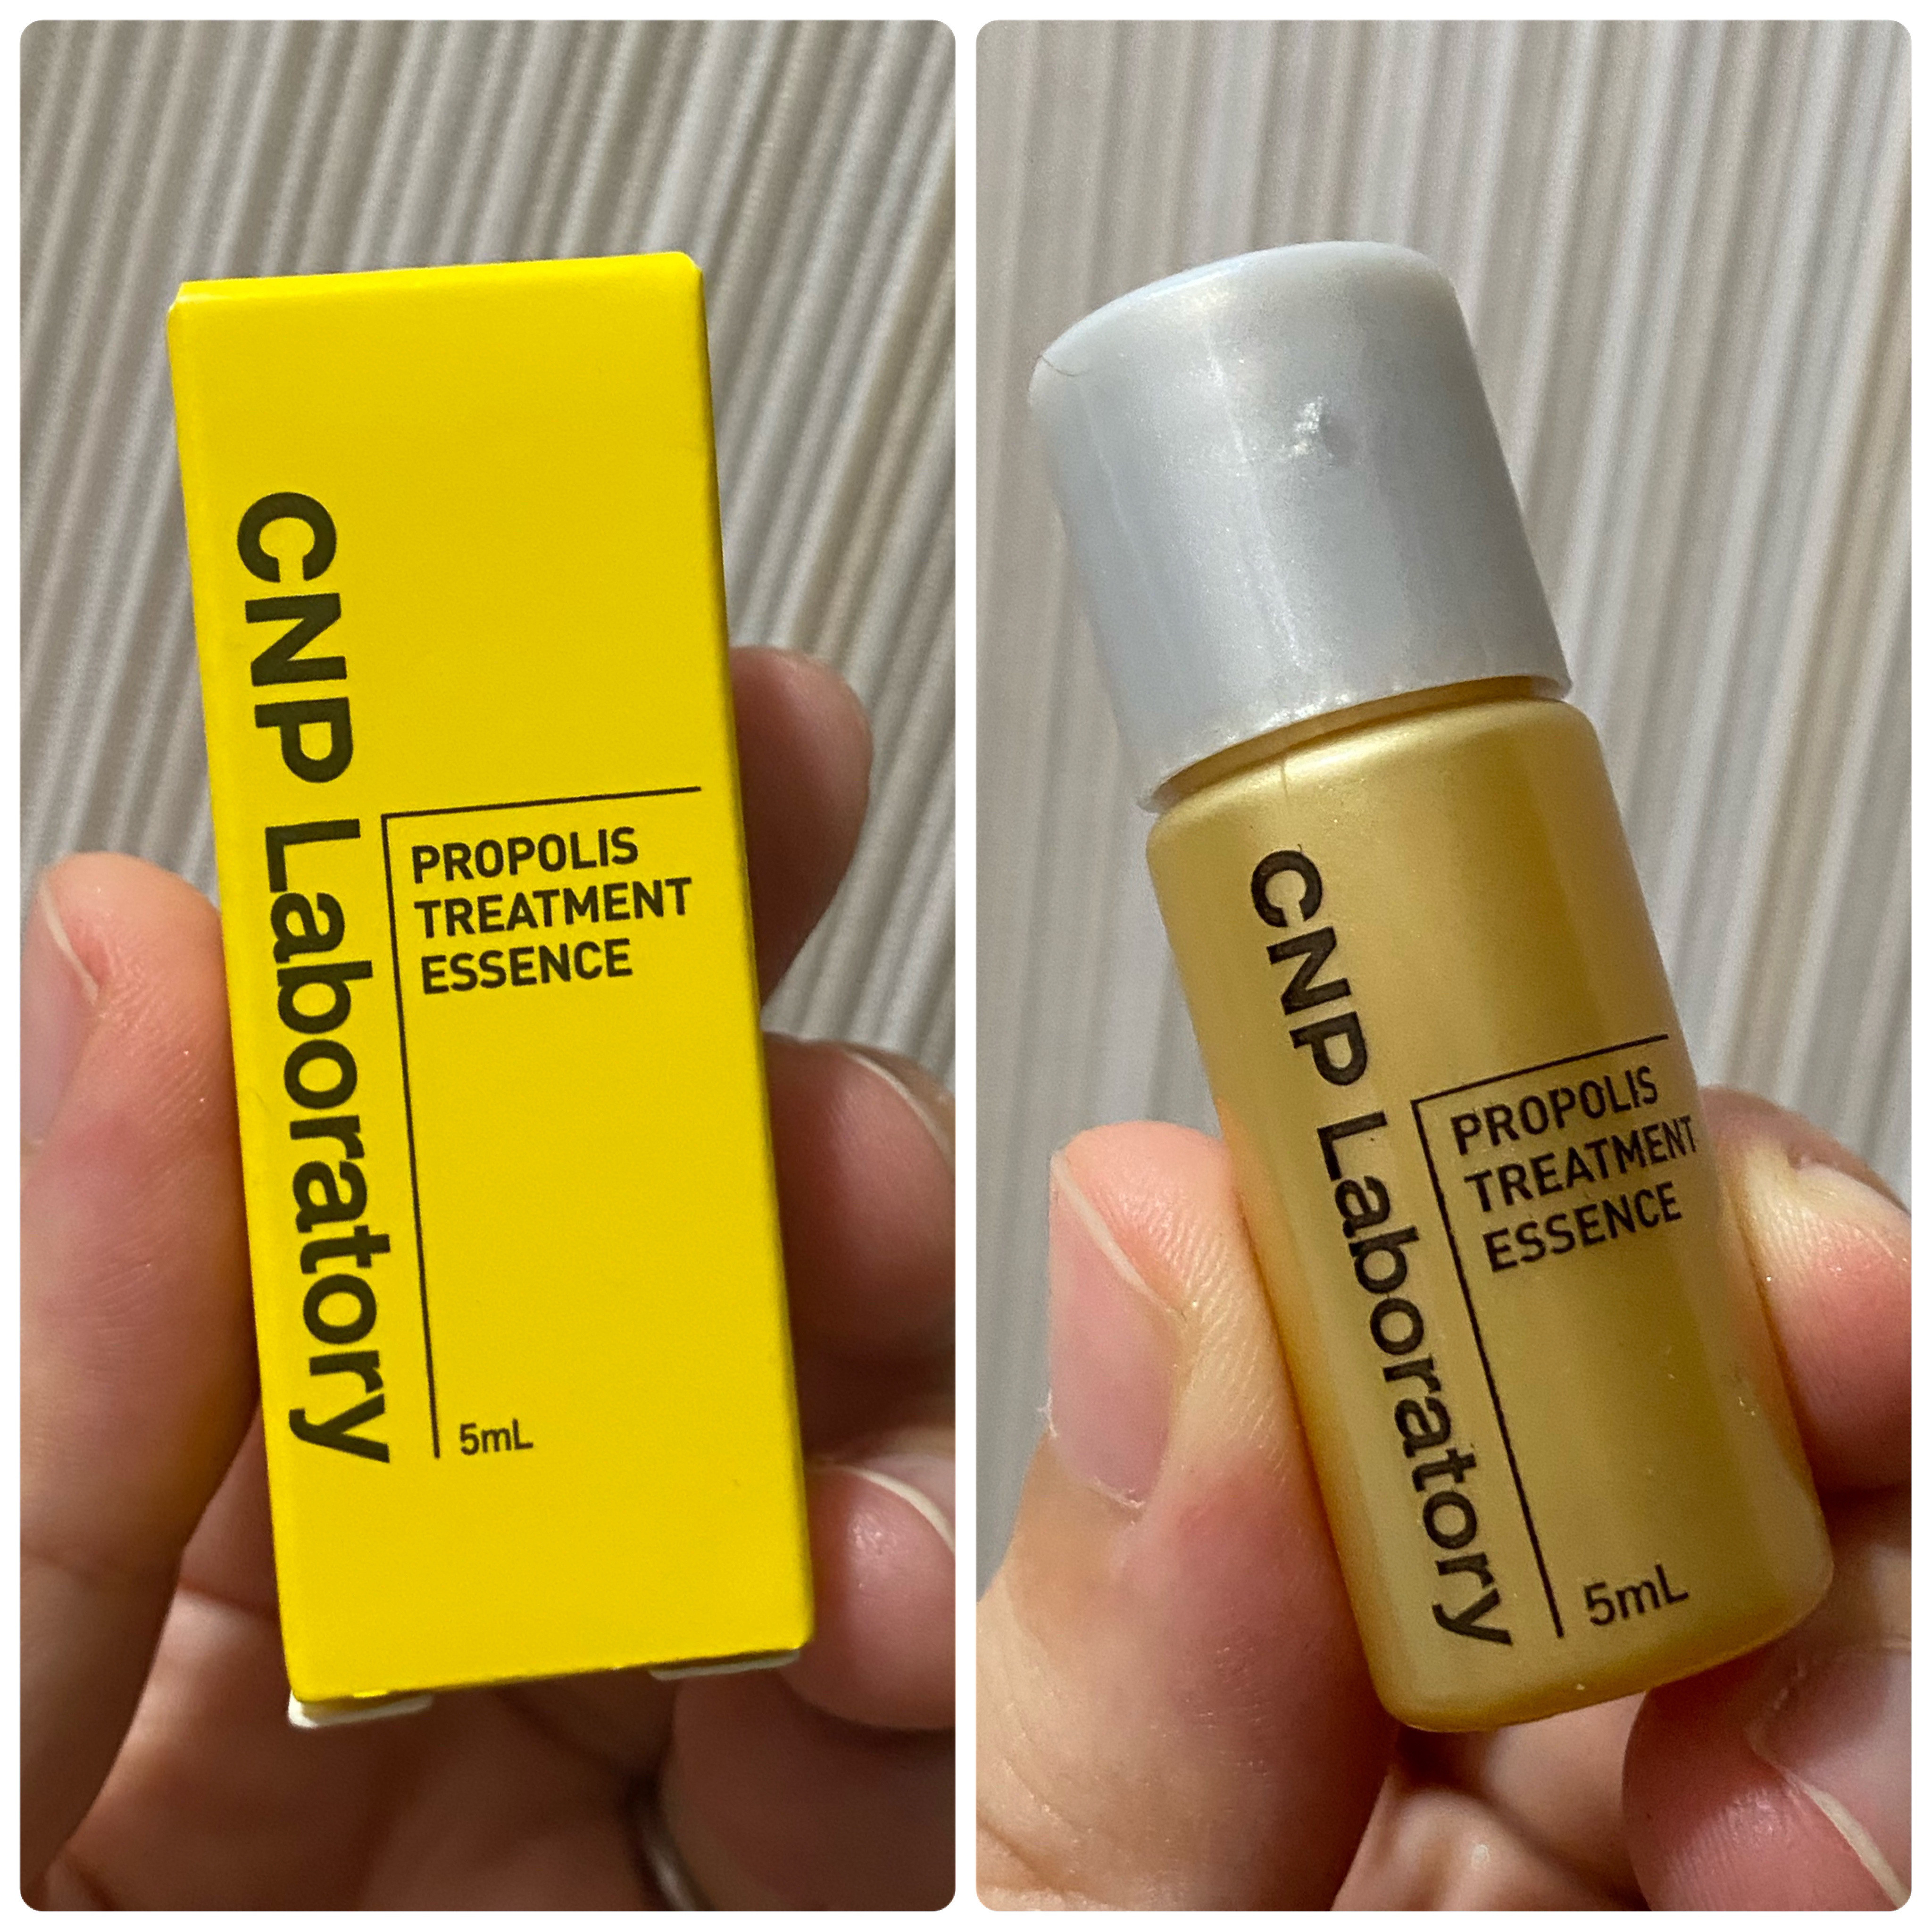 CNP Laboratory
PROPOLIS
TREATMENT
ESSENCE
5mL
CNP Laboratory
PROPOLIS
TREATMENT
ESSENCE
5mL